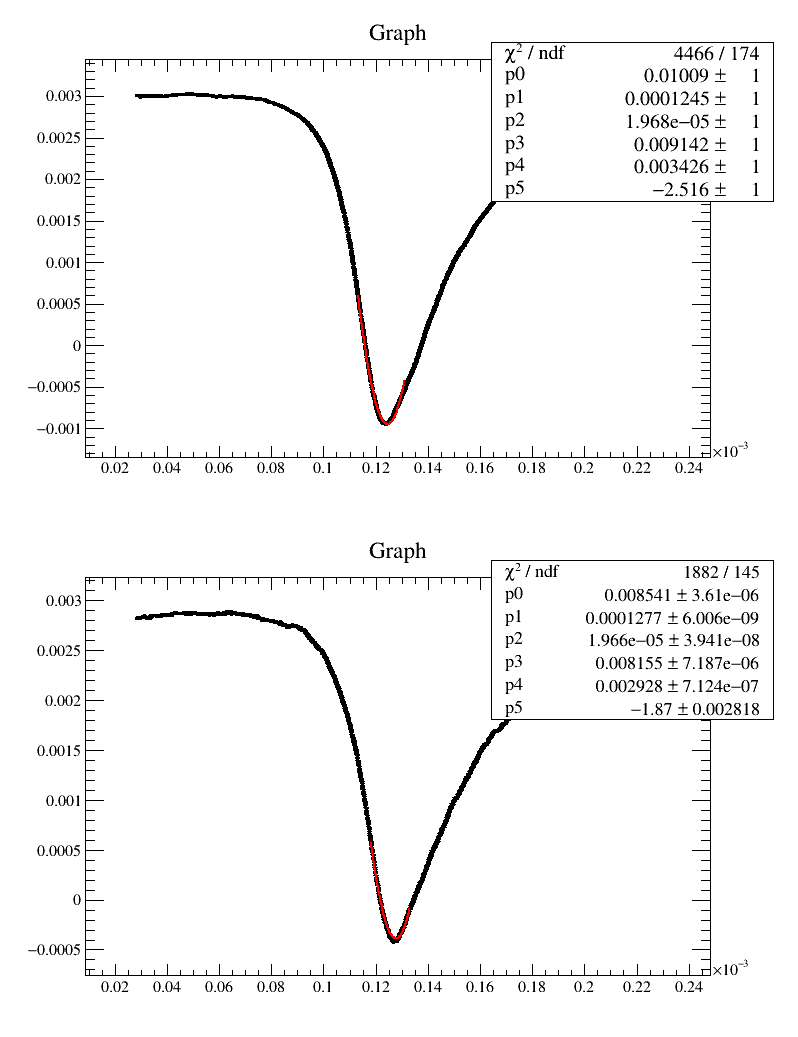 Graph
χ² / ndf 4466 / 174
p0 0.01009 ± 1
p1 0.0001245 ± 1
p2 1.968e−05 ± 1
p3 0.009142 ± 1
p4 0.003426 ± 1
p5 −2.516 ± 1
0.003
0.0025
0.002
0.0015
0.001
0.0005
0
−0.0005
−0.001
0.02 0.04 0.06 0.08 0.1 0.12 0.14 0.16 0.18 0.2 0.22 0.24
×10⁻³
Graph
χ² / ndf 1882 / 145
p0 0.008541 ± 3.61e−06
p1 0.0001277 ± 6.006e−09
p2 1.966e−05 ± 3.941e−08
p3 0.008155 ± 7.187e−06
p4 0.002928 ± 7.124e−07
p5 −1.87 ± 0.002818
0.003
0.0025
0.002
0.0015
0.001
0.0005
0
−0.0005
0.02 0.04 0.06 0.08 0.1 0.12 0.14 0.16 0.18 0.2 0.22 0.24
×10⁻³